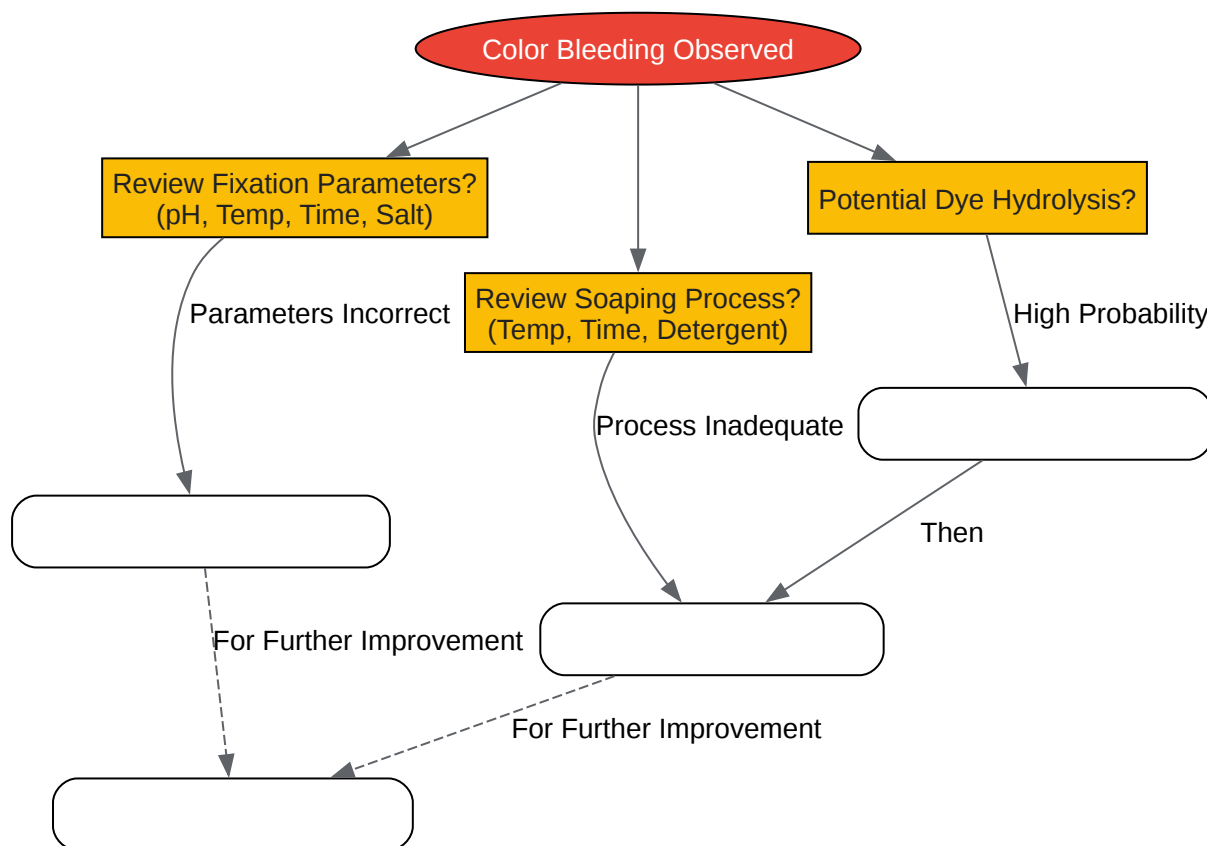 Color Bleeding Observed
Review Fixation Parameters?
(pH, Temp, Time, Salt)
Potential Dye Hydrolysis?
Review Soaping Process?
(Temp, Time, Detergent)
Parameters Incorrect
High Probability
Process Inadequate
Then
For Further Improvement
For Further Improvement